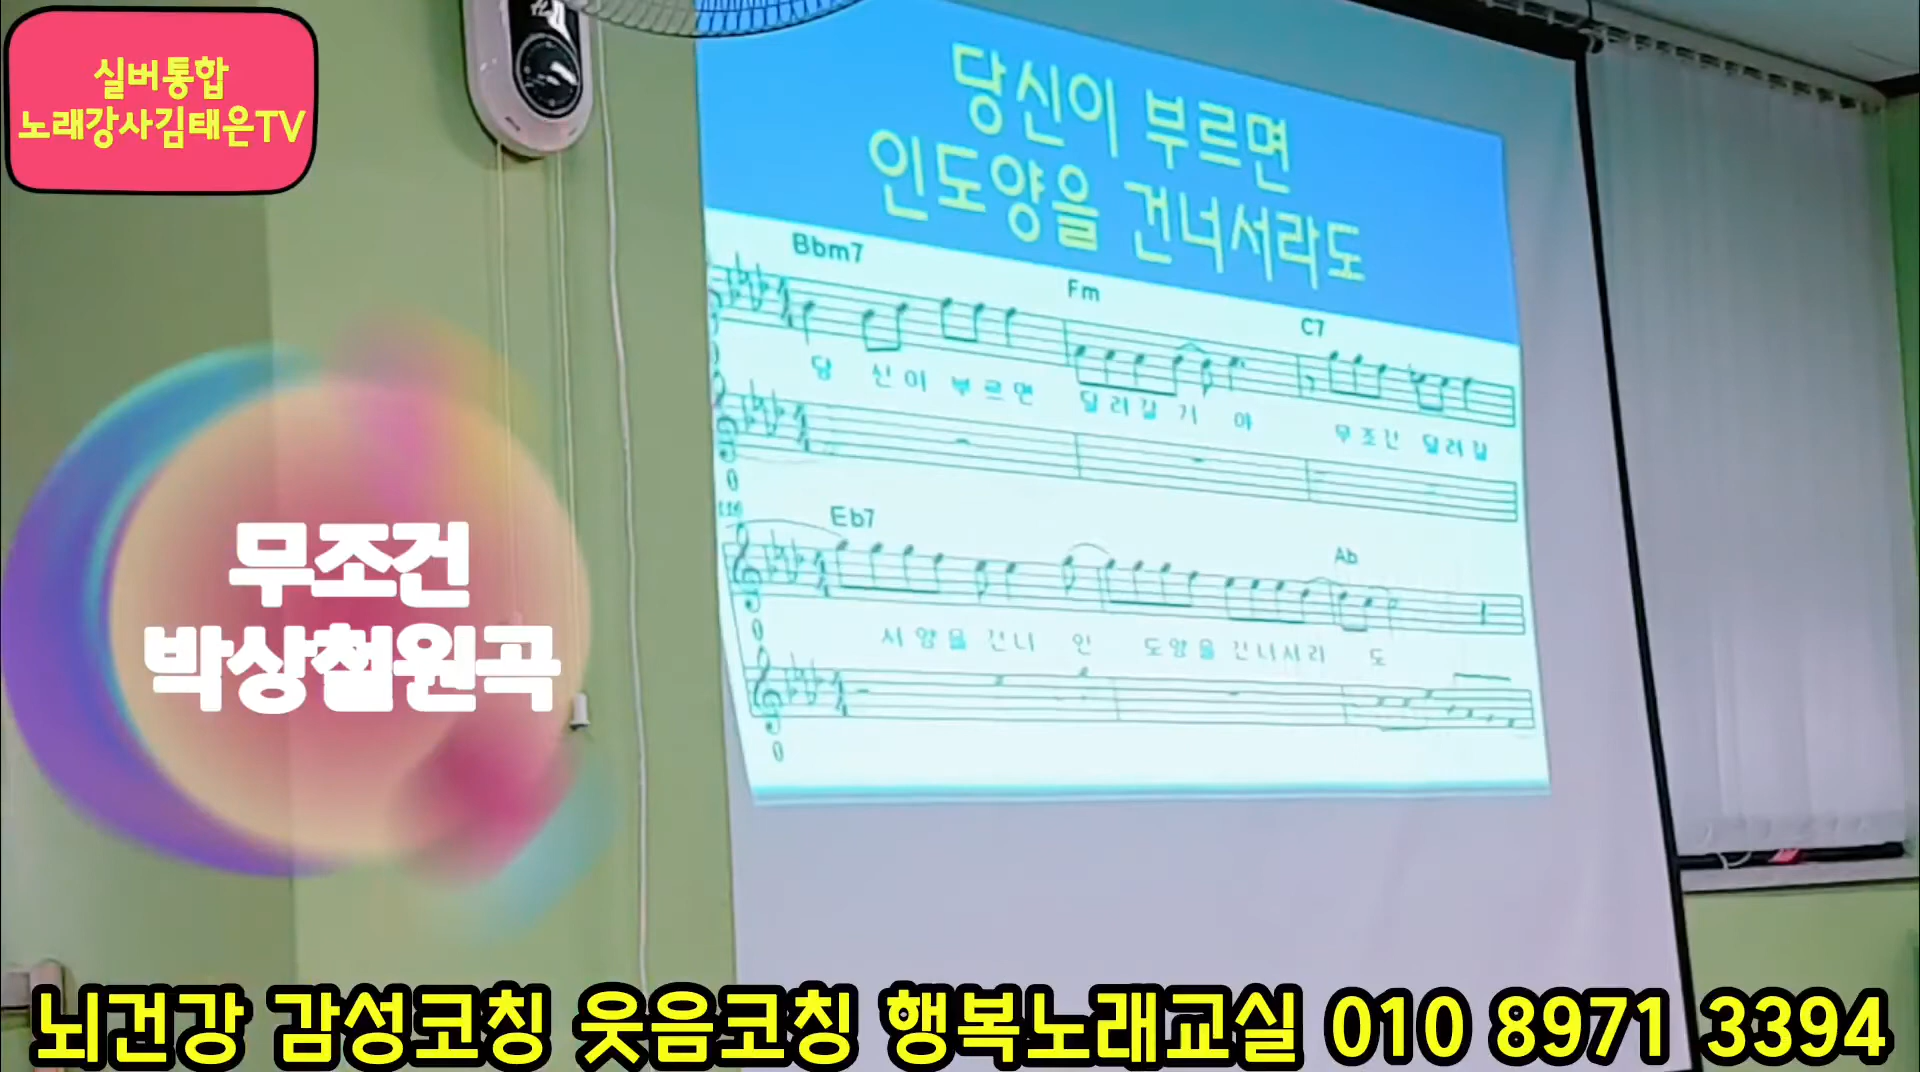 실버통합
노래강사김태은TV
당신이 부르면
인도양을 건너서라도
Bbm7
Fm
C7
당 신이 부르면 달려갈 기 야 무조건 달려갈
116
Eb7
Ab
서 양을 건너 인 도양을건너서라 도
무조건
박상철원곡
뇌건강 감성코칭 웃음코칭 행복노래교실 010 8971 3394